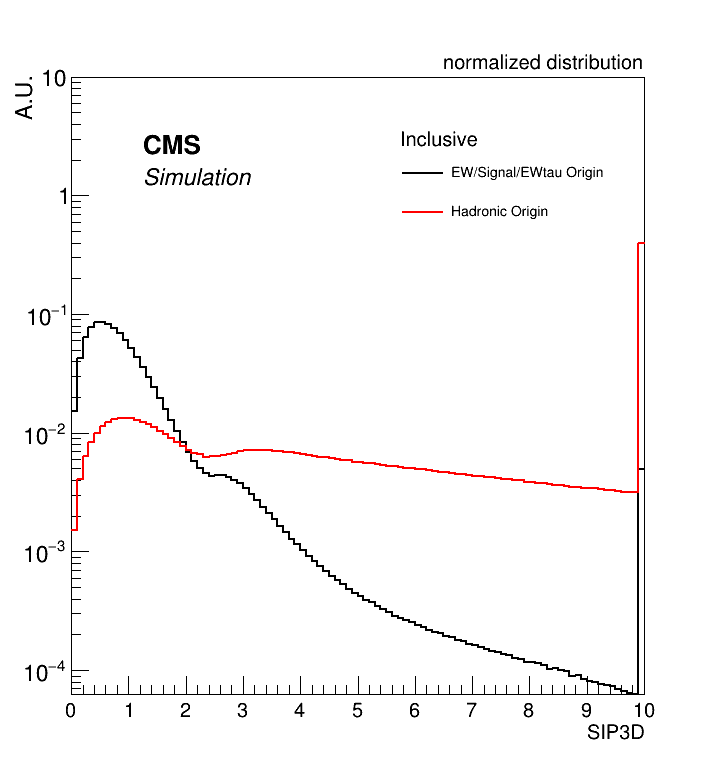 normalized distribution
A.U.
10
CMS
Simulation
Inclusive
EW/Signal/EWtau Origin
Hadronic Origin
1
10⁻¹
10⁻²
10⁻³
10⁻⁴
0 1 2 3 4 5 6 7 8 9 10
SIP3D